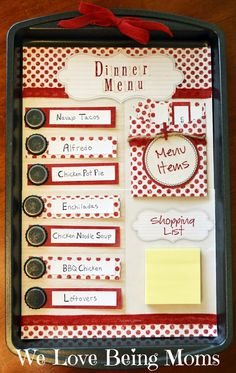 Dinner
Menu
Navajo Tacos
Alfredo
Chicken Pot Pie
Enchiladas
Chicken Noodle Soup
BBQ Chicken
Leftovers
Menu
Items
Shopping
List
We Love Being Moms